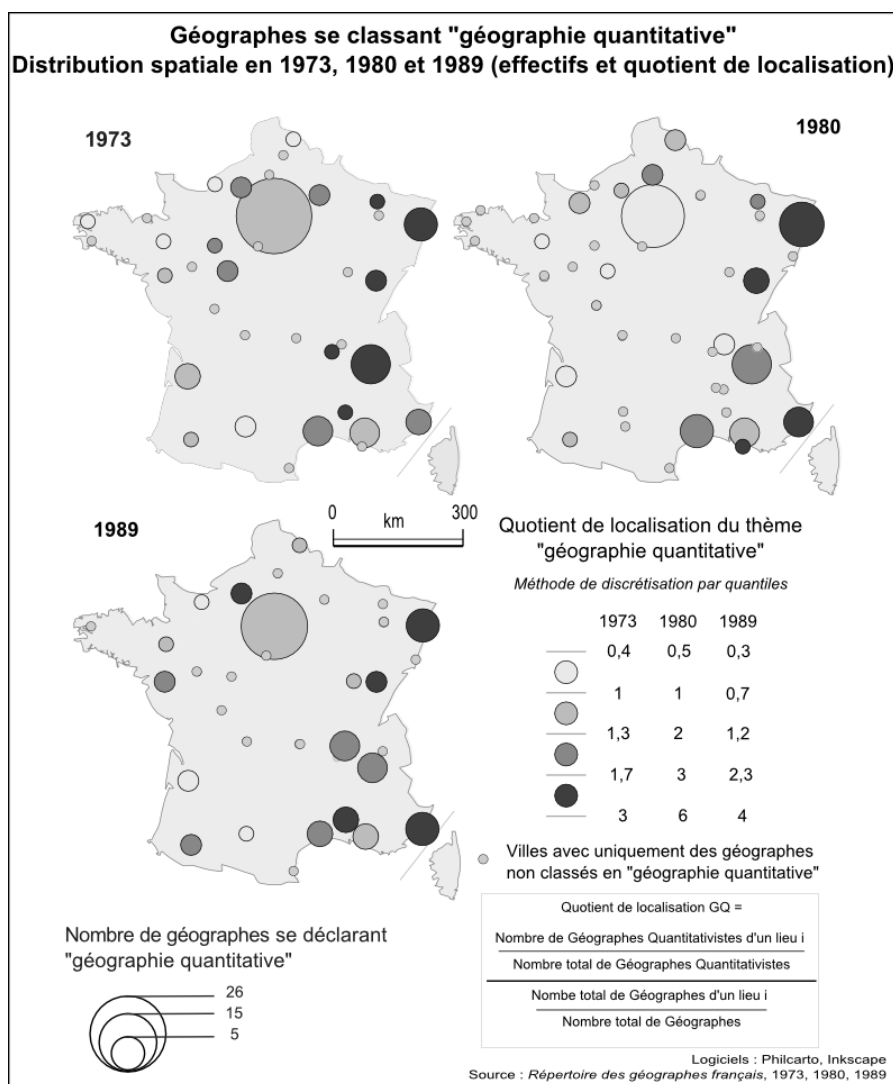 Géographes se classant "géographie quantitative"
Distribution spatiale en 1973, 1980 et 1989 (effectifs et quotient de localisation)
1973
1980
1989
0
300
km
Quotient de localisation du thème
"géographie quantitative"
Méthode de discrétisation par quantiles
1973 1980 1989
0,4 0,5 0,3
1 1 0,7
1,3 2 1,2
1,7 3 2,3
3 6 4
Villes avec uniquement des géographes
non classés en "géographie quantitative"
Quotient de localisation GQ =
Nombre de Géographes Quantitativistes d'un lieu i
Nombre total de Géographes Quantitativistes
Nombe total de Géographes d'un lieu i
Nombre total de Géographes
Nombre de géographes se déclarant
"géographie quantitative"
26
15
5
Logiciels : Philcarto, Inkscape
Source : Répertoire des géographes français, 1973, 1980, 1989